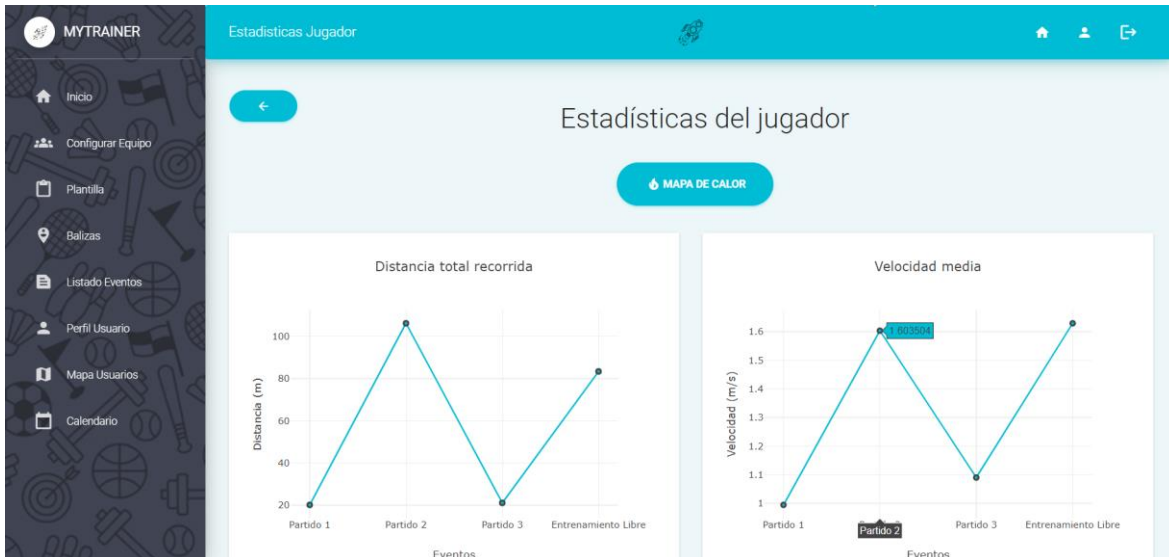 MYTRAINER
Estadisticas Jugador
Inicio
Configurar Equipo
Plantilla
Balizas
Listado Eventos
Perfil Usuario
Mapa Usuarios
Calendario
Estadísticas del jugador
MAPA DE CALOR
Distancia total recorrida
Distancia (m)
100
80
60
40
20
Partido 1
Partido 2
Partido 3
Entrenamiento Libre
Eventos
Velocidad media
Velocidad (m/s)
1.6
1.5
1.4
1.3
1.2
1.1
1
1.603504
Partido 1
Partido 2
Partido 3
Entrenamiento Libre
Eventos